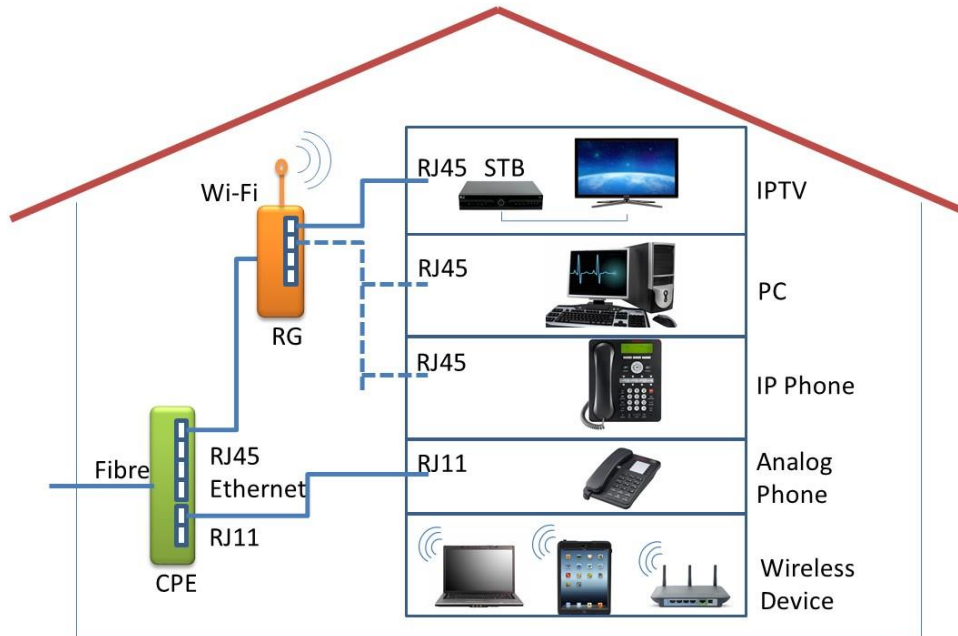 Wi-Fi
RG
RJ45 STB
IPTV
RJ45
PC
RJ45
IP Phone
Fibre
RJ45
Ethernet
RJ11
CPE
RJ11
Analog
Phone
Wireless
Device